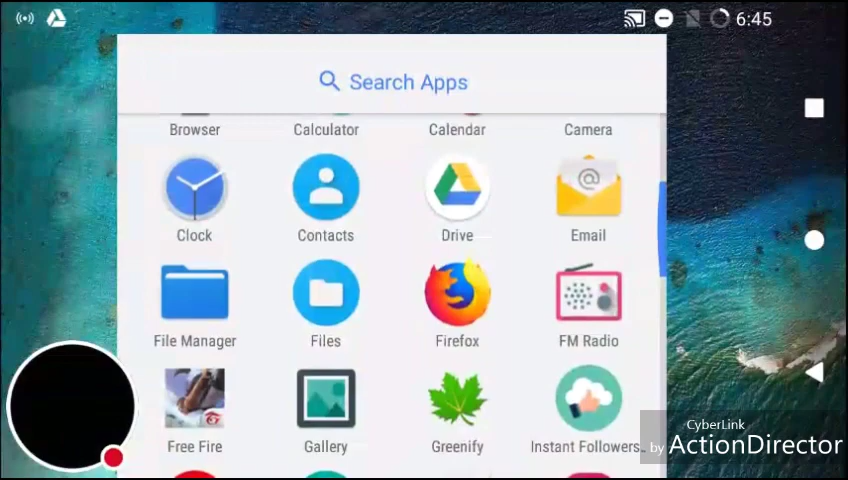 6:45
Search Apps
Browser
Calculator
Calendar
Camera
Clock
Contacts
Drive
@
Email
File Manager
Files
Firefox
FM Radio
Free Fire
Gallery
Greenify
Instant Followers..
CyberLink
by ActionDirector